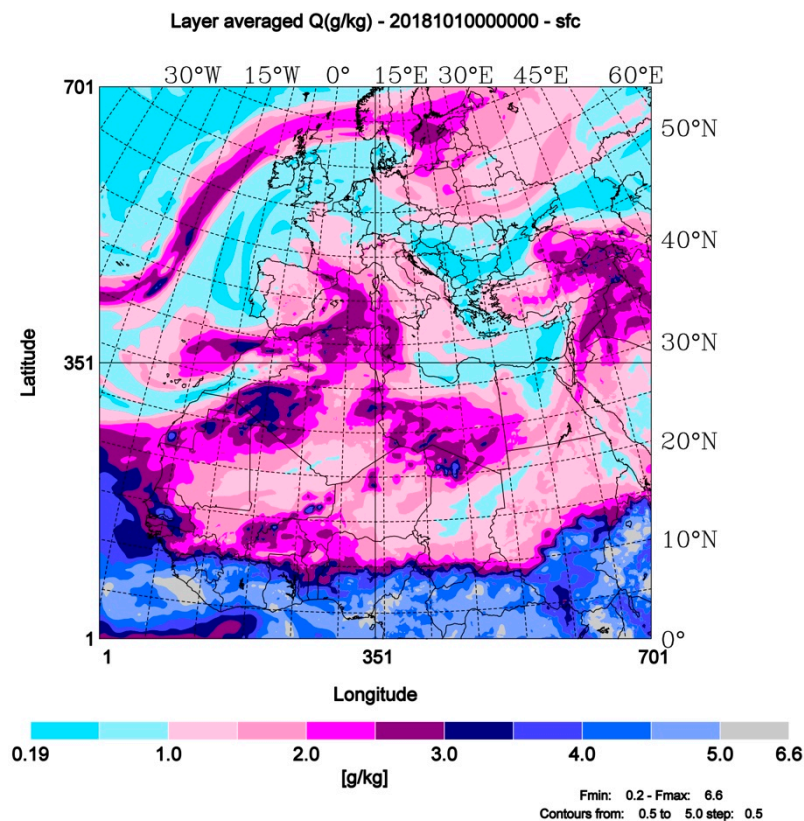 Layer averaged Q(g/kg) - 20181010000000 - sfc
30°W 15°W 0° 15°E 30°E 45°E 60°E
701
50°N
40°N
30°N
351
20°N
10°N
1
0°
1 351 701
Latitude
Longitude
0.19 1.0 2.0 3.0 4.0 5.0 6.6
[g/kg]
Fmin: 0.2 - Fmax: 6.6
Contours from: 0.5 to 5.0 step: 0.5